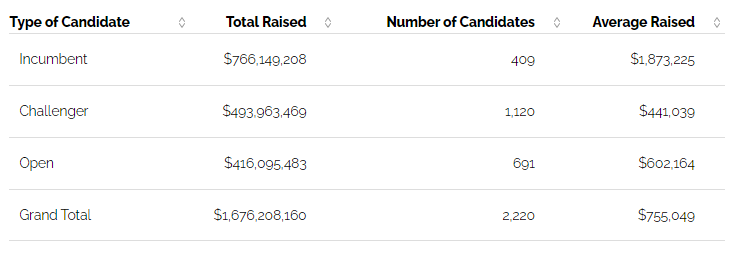 Type of Candidate Total Raised Number of Candidates Average Raised
Incumbent $766,149,208 409 $1,873,225
Challenger $493,963,469 1,120 $441,039
Open $416,095,483 691 $602,164
Grand Total $1,676,208,160 2,220 $755,049